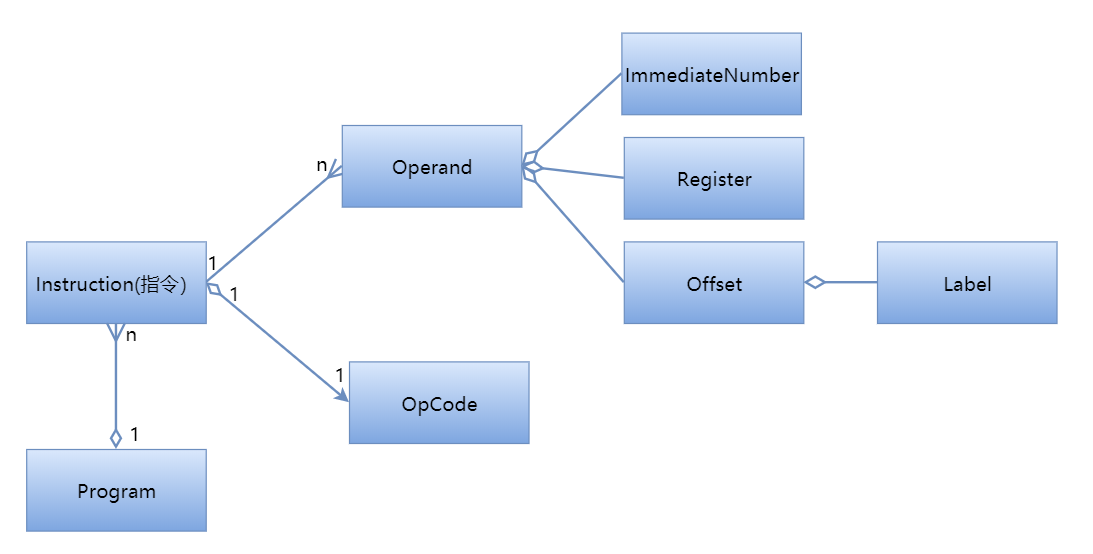 ImmediateNumber
n
Operand
Register
1
Instruction(指令)
1
Offset
Label
n
1
OpCode
1
Program